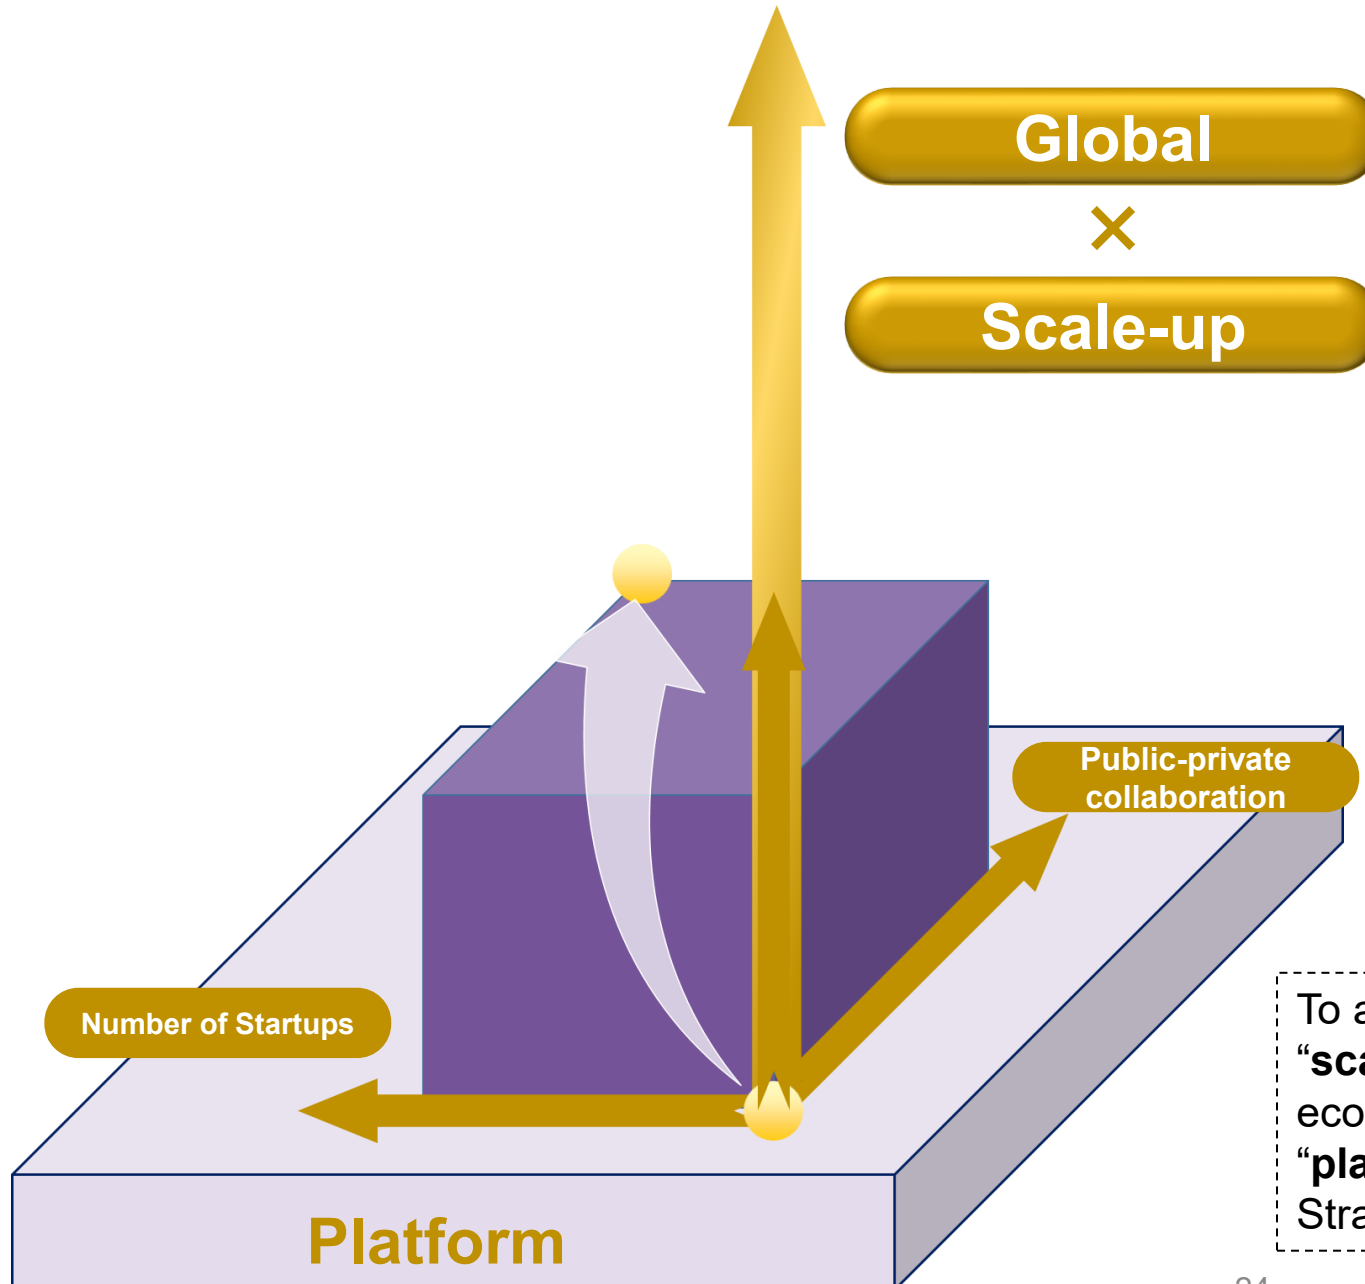 Global
×
Scale-up
Public-private
collaboration
Number of Startups
To a
“sca
eco
“pla
Stra
Platform